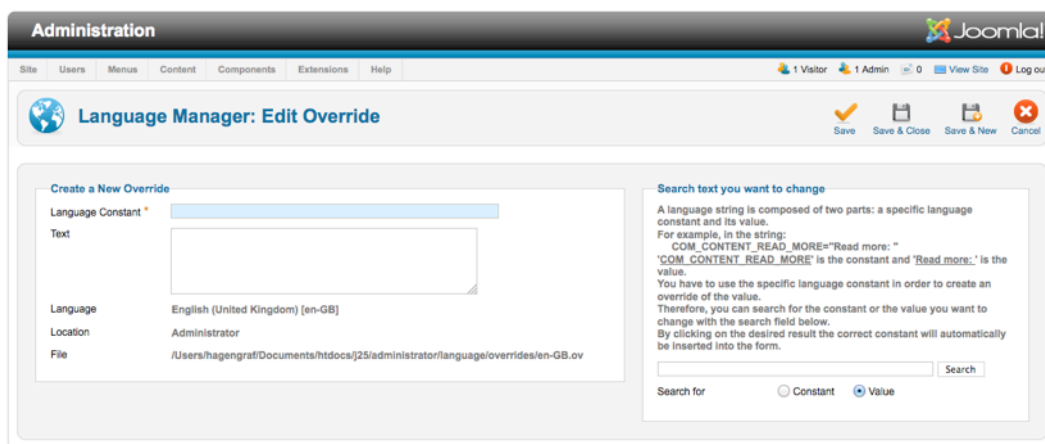 Administration
Joomla!
Site Users Menus Content Components Extensions Help
1 Visitor 1 Admin 0 View Site Log ou
Language Manager: Edit Override
Save Save & Close Save & New Cancel
Create a New Override
Language Constant *
Text
Language English (United Kingdom) [en-GB]
Location Administrator
File /Users/hagengraf/Documents/htdocs/j25/administrator/language/overrides/en-GB.ov
Search text you want to change
A language string is composed of two parts: a specific language
constant and its value.
For example, in the string:
COM_CONTENT_READ_MORE="Read more: "
'COM_CONTENT_READ_MORE' is the constant and 'Read more: ' is the
value.
You have to use the specific language constant in order to create an
override of the value.
Therefore, you can search for the constant or the value you want to
change with the search field below.
By clicking on the desired result the correct constant will automatically
be inserted into the form.
Search
Search for Constant Value